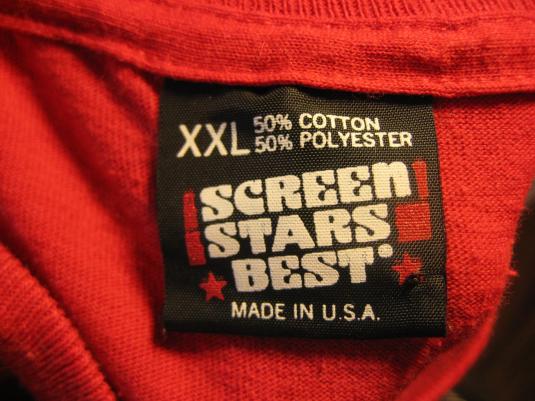 XXL 50% COTTON
50% POLYESTER
SCREEN
STARS
BEST
MADE IN U.S.A.